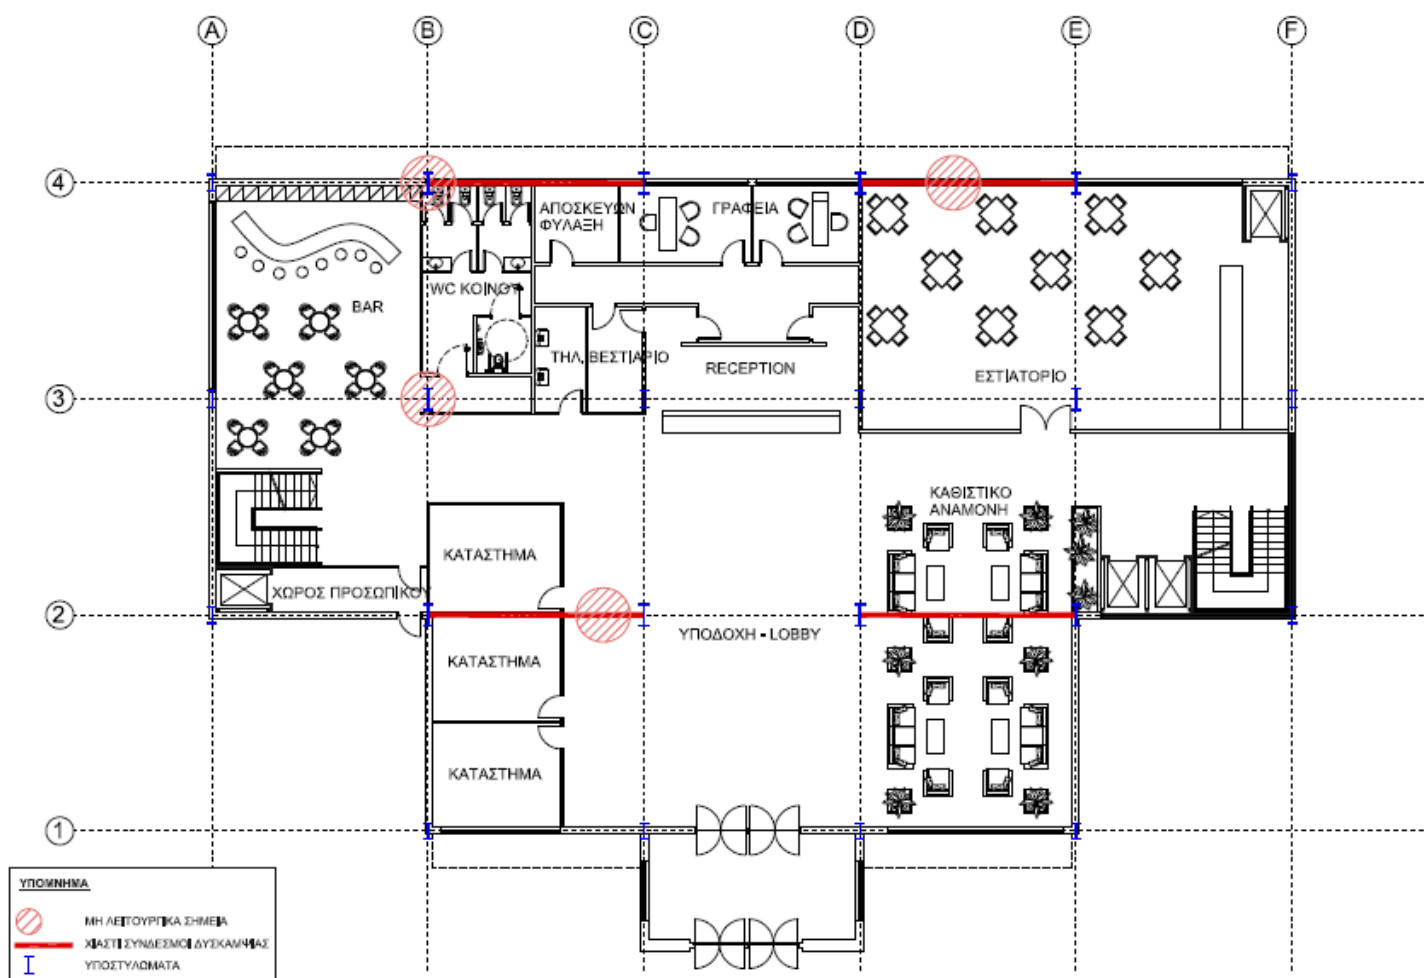 A B C D E F
4
ΑΠΟΣΚΕΥΩΝ
ΦΥΛΑΞΗ
ΓΡΑΦΕΙΑ
WC ΚΟΙΝΟΥ
BAR
ΤΗΛ. ΒΕΣΤΙΑΡΙΟ
RECEPTION
ΕΣΤΙΑΤΟΡΙΟ
3
ΚΑΘΙΣΤΙΚΟ
ΑΝΑΜΟΝΗ
ΚΑΤΑΣΤΗΜΑ
ΧΩΡΟΣ ΠΡΟΣΩΠΙΚΟΥ
2
ΥΠΟΔΟΧΗ - LOBBY
ΚΑΤΑΣΤΗΜΑ
ΚΑΤΑΣΤΗΜΑ
1
ΥΠΟΜΝΗΜΑ
ΜΗ ΛΕΙΤΟΥΡΓΙΚΑ ΣΗΜΕΙΑ
ΧΙΑΣΤΙ ΣΥΝΔΕΣΜΟΙ ΔΥΣΚΑΜΨΙΑΣ
ΥΠΟΣΤΥΛΩΜΑΤΑ